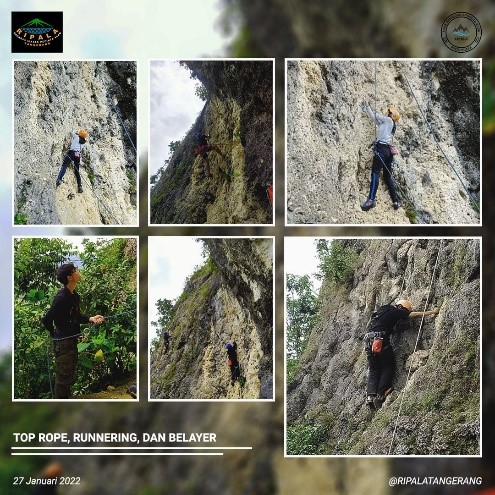 RIPALA
TANGERANG
TOP ROPE, RUNNERING, DAN BELAYER
27 Januari 2022
@RIPALATANGERANG